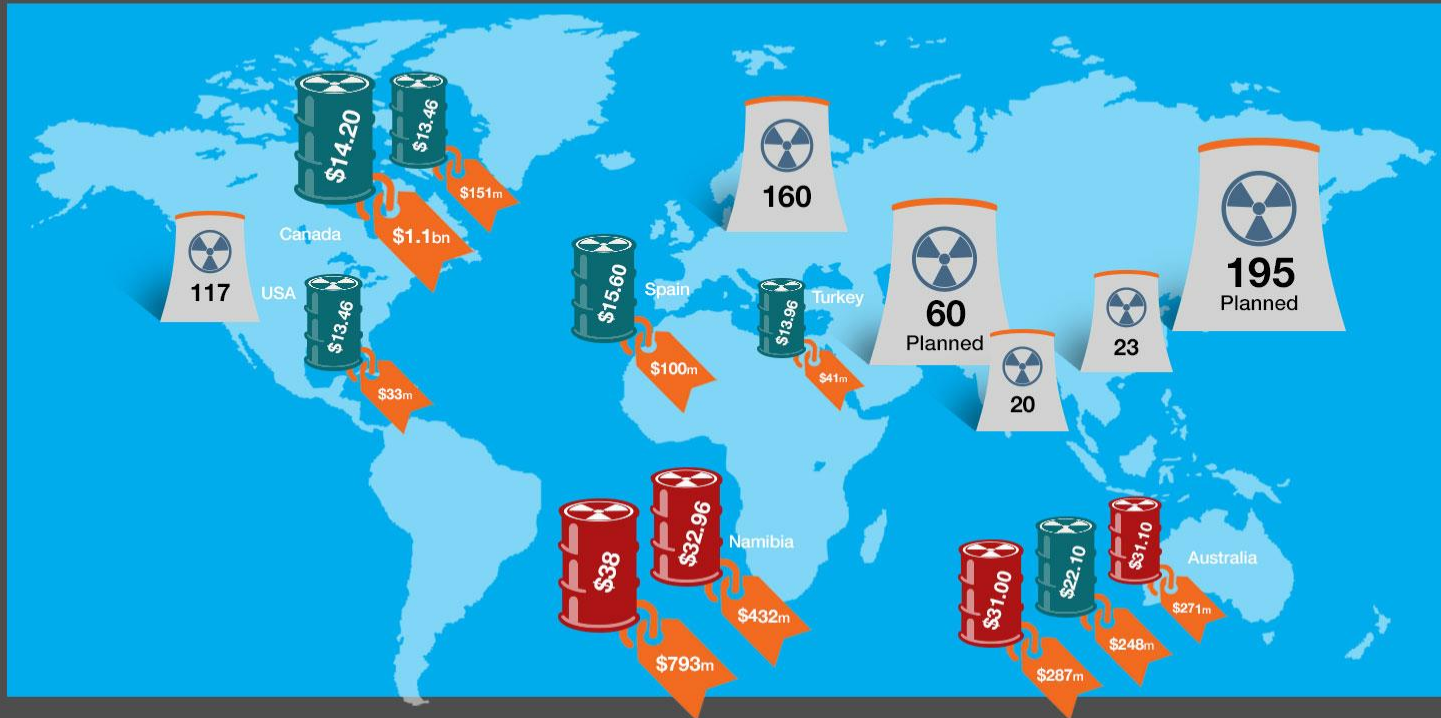 $14.20
$1.1bn
$13.46
$151m
Canada
117
USA
$13.46
$33m
$15.60
Spain
$100m
$13.96
Turkey
$41m
160
60
Planned
20
23
195
Planned
$38
$793m
$32.96
Namibia
$432m
$31.00
$287m
$22.10
$248m
$31.10
Australia
$271m